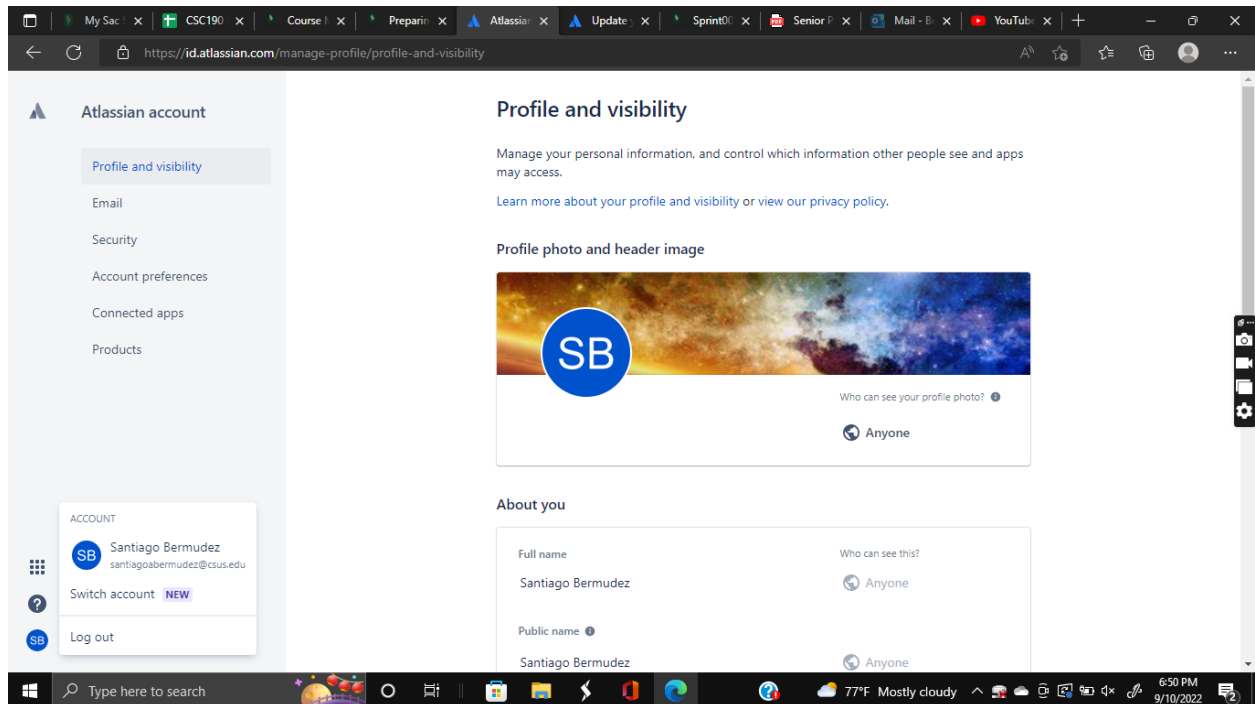 My Sac S
CSC190
Course
Preparin
Atlassian
Update
Sprint00
Senior P
Mail - B
YouTube
https://id.atlassian.com/manage-profile/profile-and-visibility
Atlassian account
Profile and visibility
Email
Security
Account preferences
Connected apps
Products
ACCOUNT
SB
Santiago Bermudez
santiagoabermudez@csus.edu
Switch account NEW
Log out
SB
Profile and visibility
Manage your personal information, and control which information other people see and apps
may access.
Learn more about your profile and visibility or view our privacy policy.
Profile photo and header image
SB
Who can see your profile photo?
Anyone
About you
Full name
Who can see this?
Santiago Bermudez
Anyone
Public name
Santiago Bermudez
Anyone
Type here to search
77°F Mostly cloudy
6:50 PM
9/10/2022
2